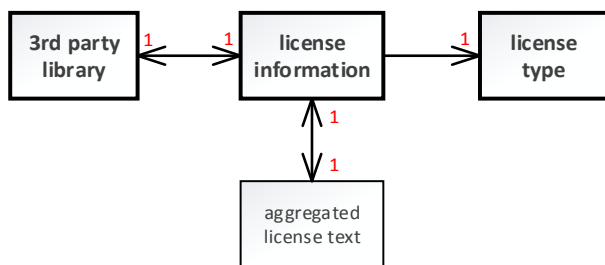 3rd party
library
1
1
license
information
1
license
type
1
1
aggregated
license text